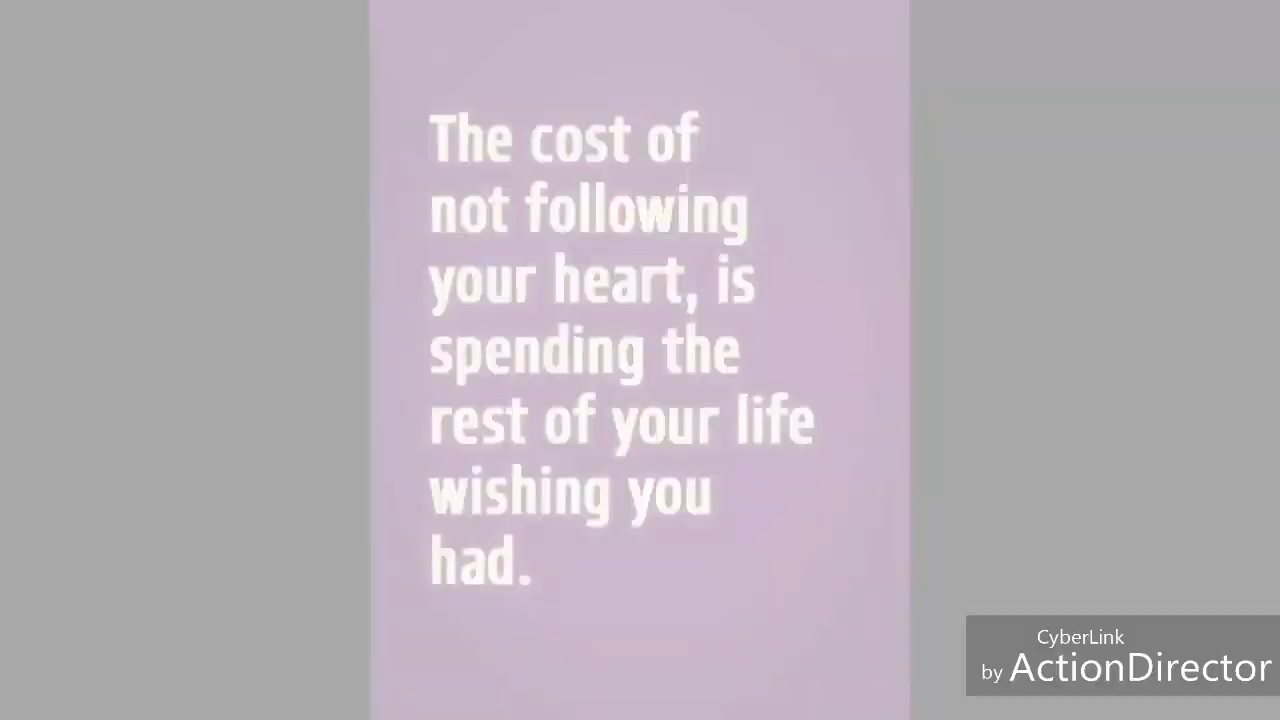 The cost of
not following
your heart, is
spending the
rest of your life
wishing you
had.
CyberLink
by ActionDirector